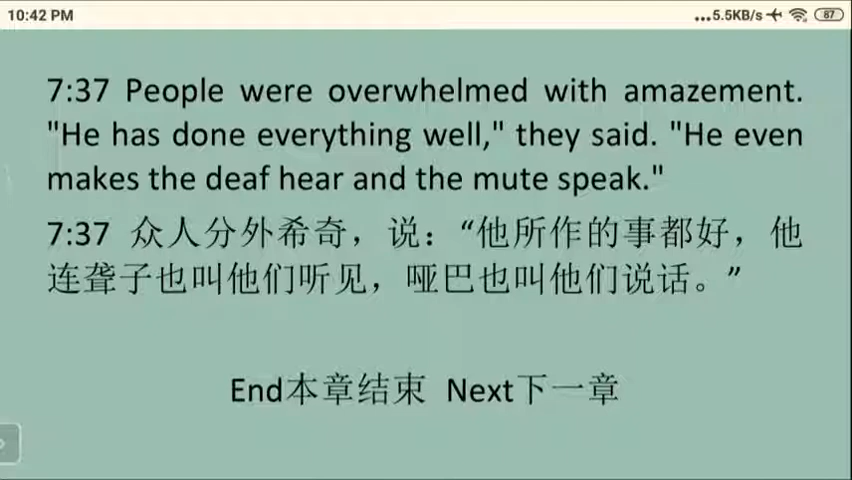 10:42 PM ...5.5KB/s 87
7:37 People were overwhelmed with amazement.
"He has done everything well," they said. "He even
makes the deaf hear and the mute speak."
7:37 众人分外希奇，说：“他所作的事都好，他
连聋子也叫他们听见，哑巴也叫他们说话。”
End本章结束 Next下一章